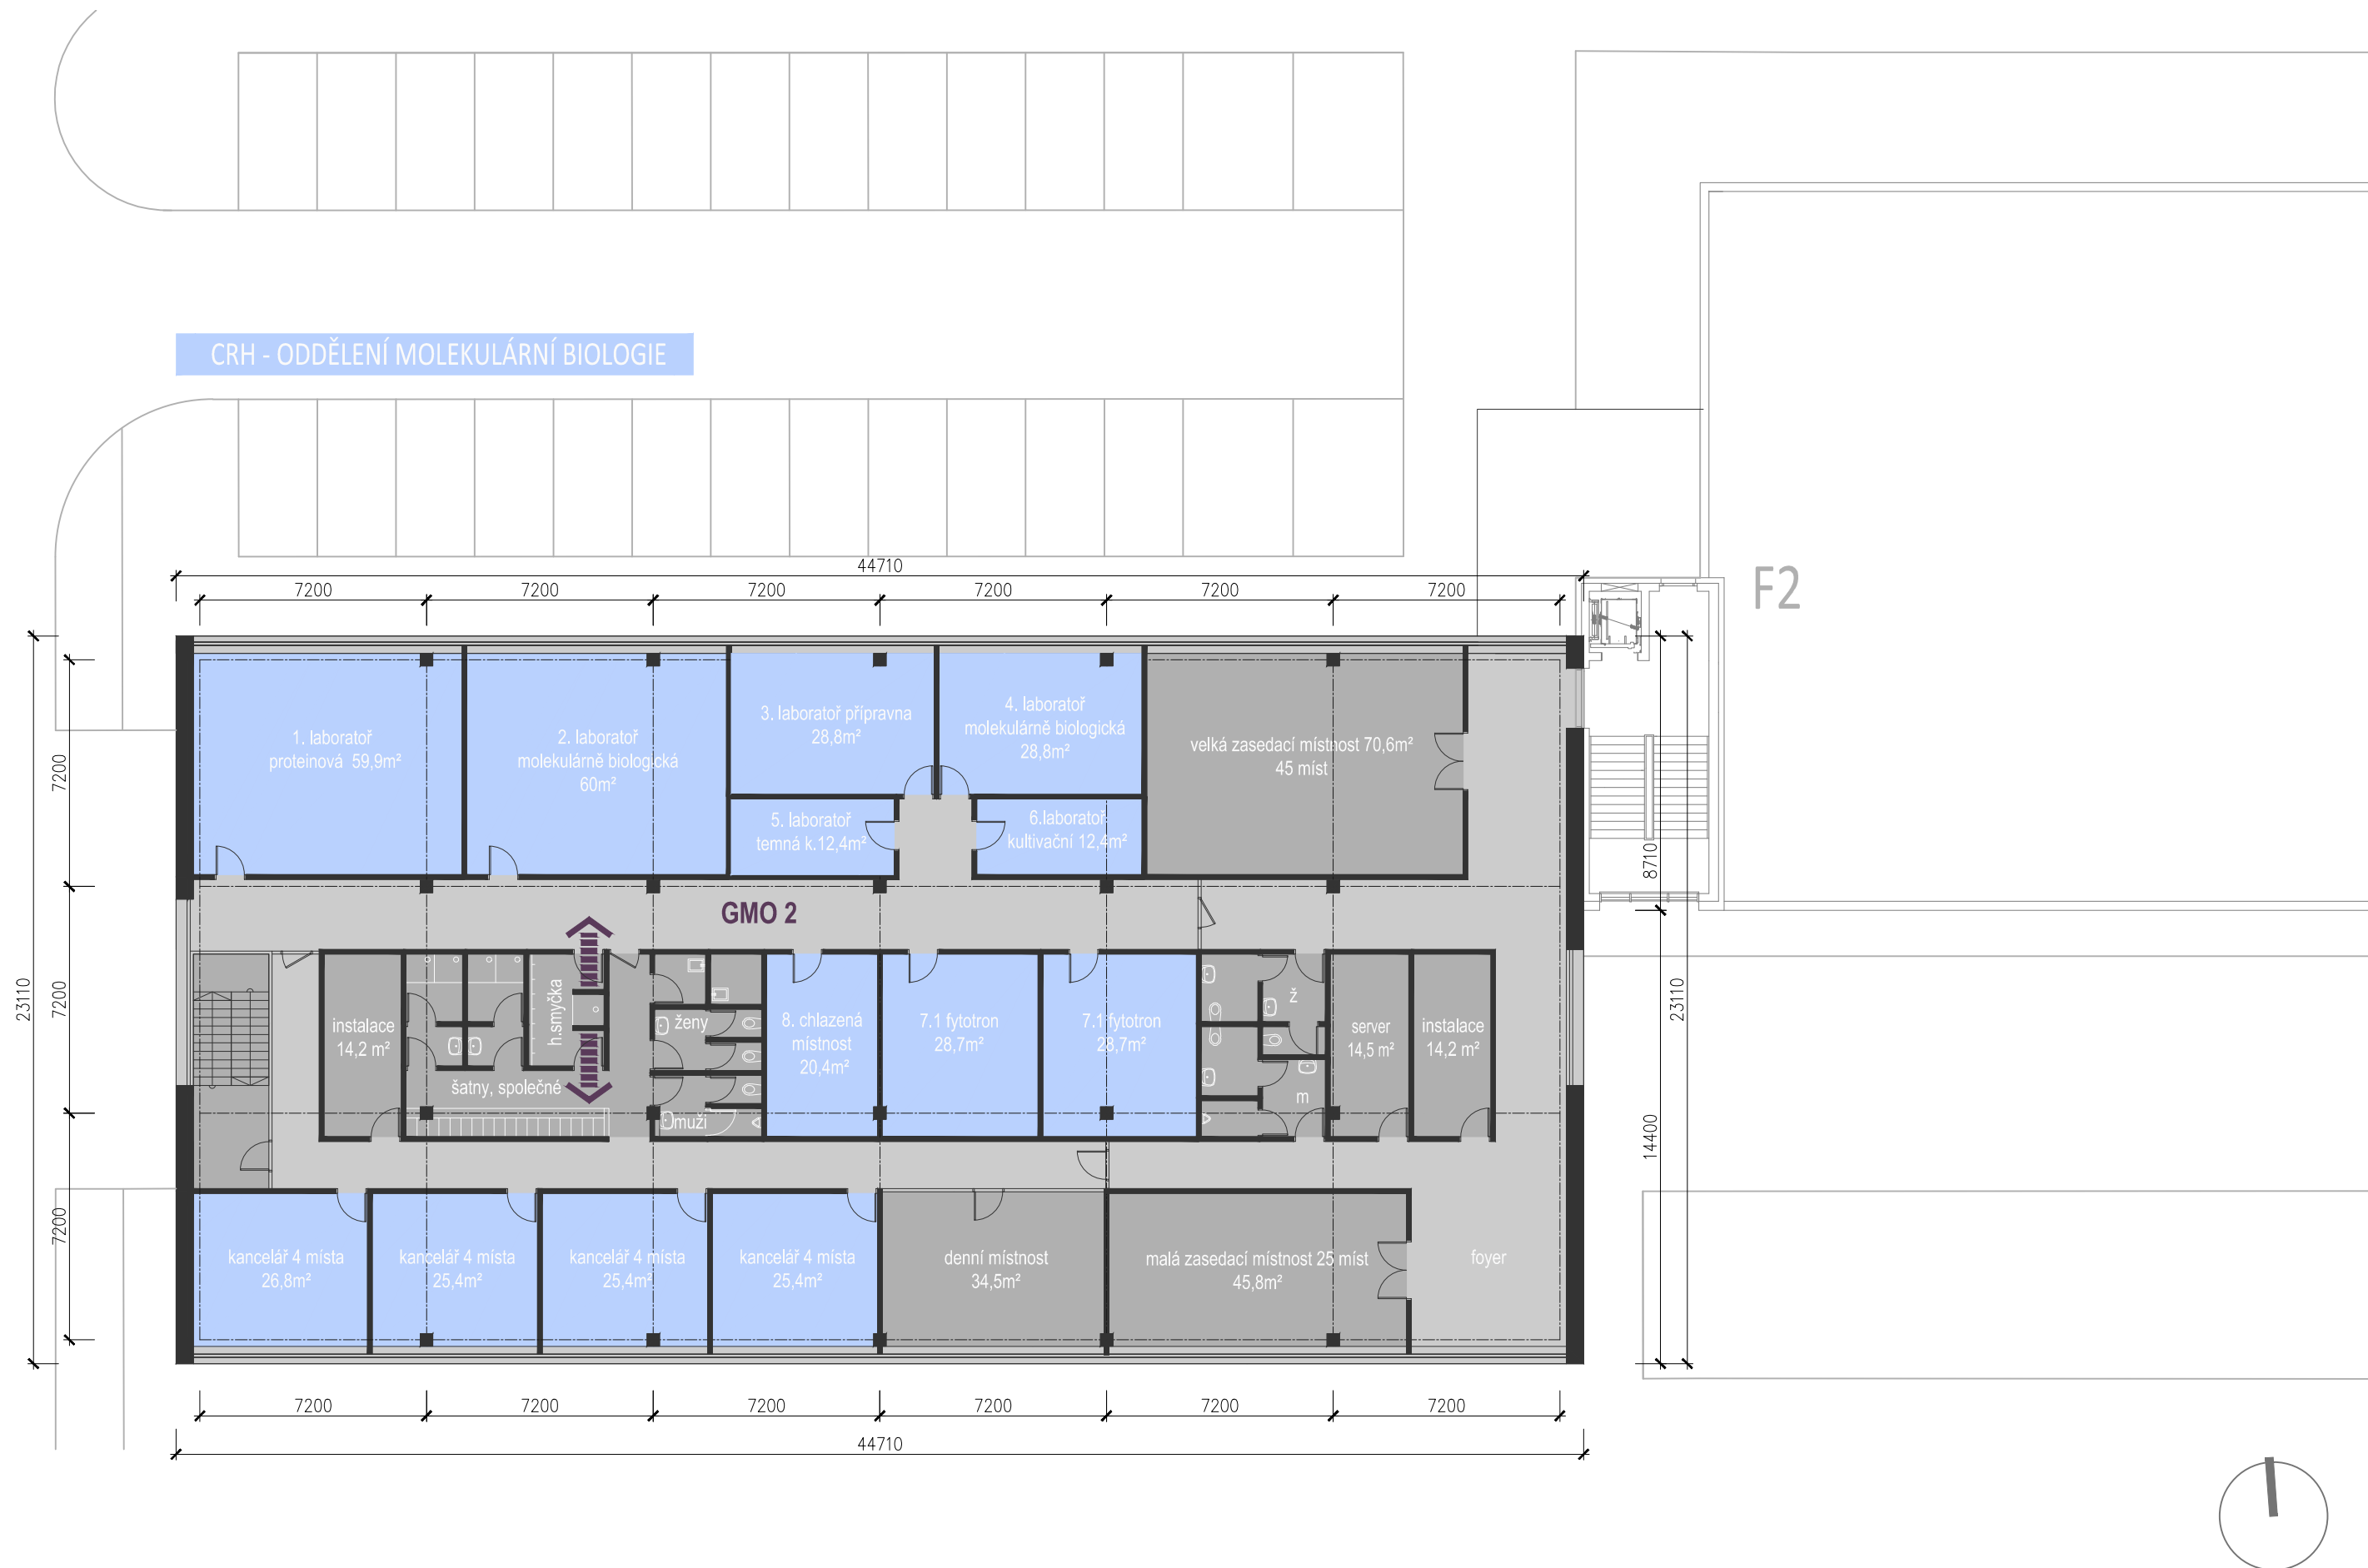 CRH - ODDĚLENÍ MOLEKULÁRNÍ BIOLOGIE
F2
44710
7200
7200
7200
7200
7200
7200
1. laboratoř
proteinová 59,9m²
2. laboratoř
molekulárně biologická
60m²
3. laboratoř přípravna
28,8m²
4. laboratoř
molekulárně biologická
28,8m²
velká zasedací místnost 70,6m²
45 míst
5. laboratoř
temná k.12,4m²
6.laboratoř
kultivační 12,4m²
7200
7200
7200
23110
8710
14400
23110
GMO 2
instalace
14,2 m²
h.smyčka
šatny, společné
ženy
muži
8. chlazená
místnost
20,4m²
7.1 fytotron
28,7m²
7.1 fytotron
28,7m²
ž
m
server
14,5 m²
instalace
14,2 m²
kancelář 4 místa
26,8m²
kancelář 4 místa
25,4m²
kancelář 4 místa
25,4m²
kancelář 4 místa
25,4m²
denní místnost
34,5m²
malá zasedací místnost 25 míst
45,8m²
foyer
7200
7200
7200
7200
7200
7200
44710